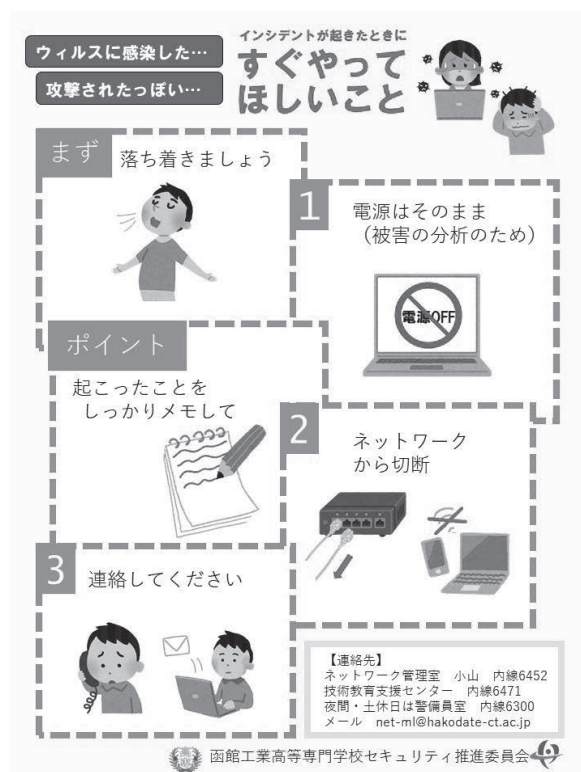 ウィルスに感染した…
攻撃されたっぽい…
インシデントが起きたときに
すぐやって
ほしいこと
まず
落ち着きましょう
1
電源はそのまま
（被害の分析のため）
電源OFF
ポイント
起こったことを
しっかりメモして
2
ネットワーク
から切断
3
連絡してください
【連絡先】
ネットワーク管理室　小山　内線6452
技術教育支援センター　内線6471
夜間・土休日は警備員室　内線6300
メール　net-ml@hakodate-ct.ac.jp
函館工業高等専門学校セキュリティ推進委員会